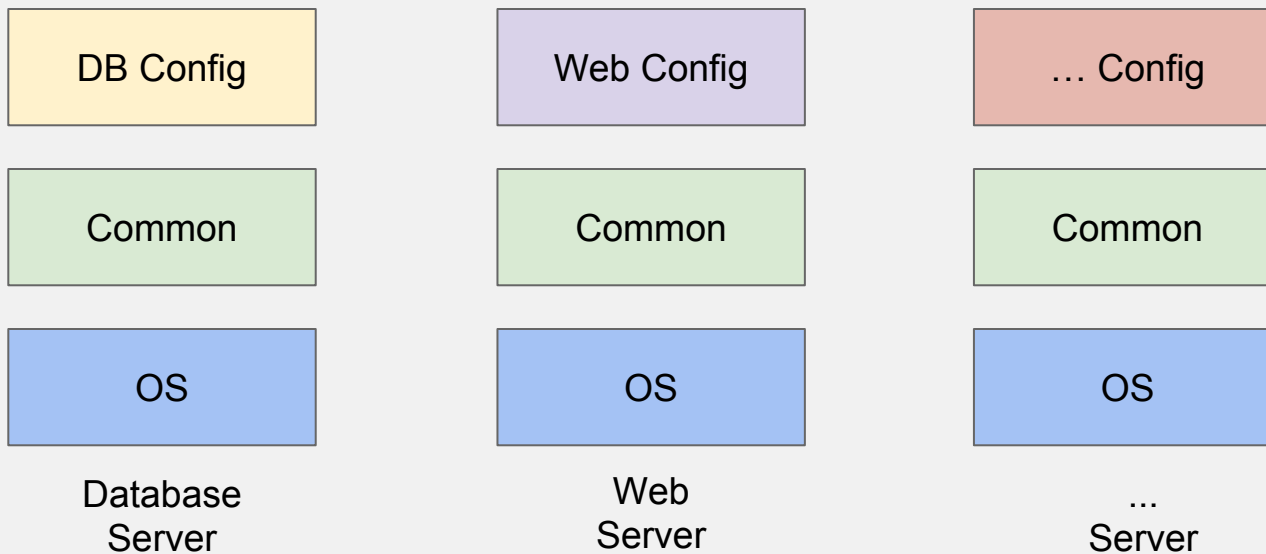 DB Config
Web Config
… Config
Common
Common
Common
OS
OS
OS
Database
Server
Web
Server
...
Server